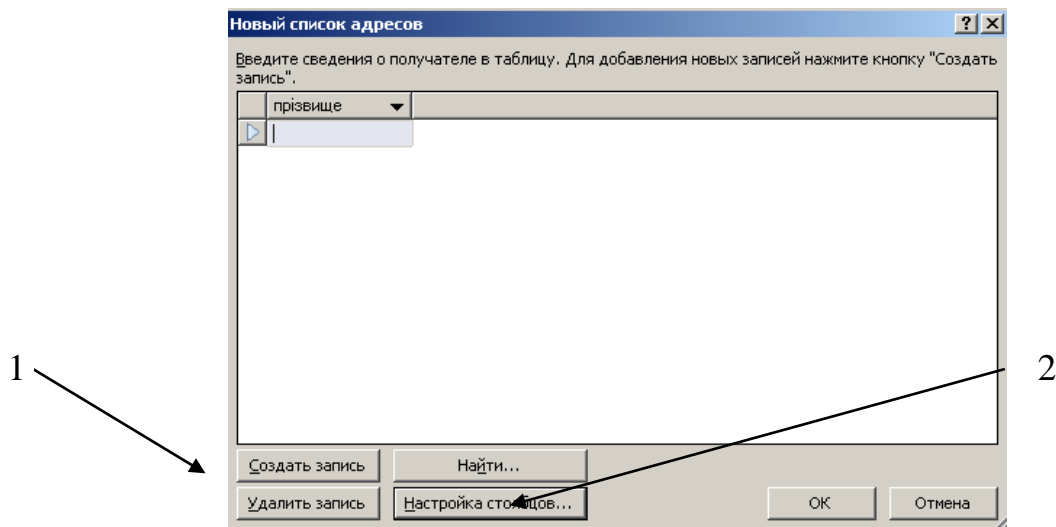 Новый список адресов
Введите сведения о получателе в таблицу. Для добавления новых записей нажмите кнопку "Создать
запись".
прізвище
1
2
Создать запись
Найти...
Удалить запись
Настройка столбцов...
ОК
Отмена